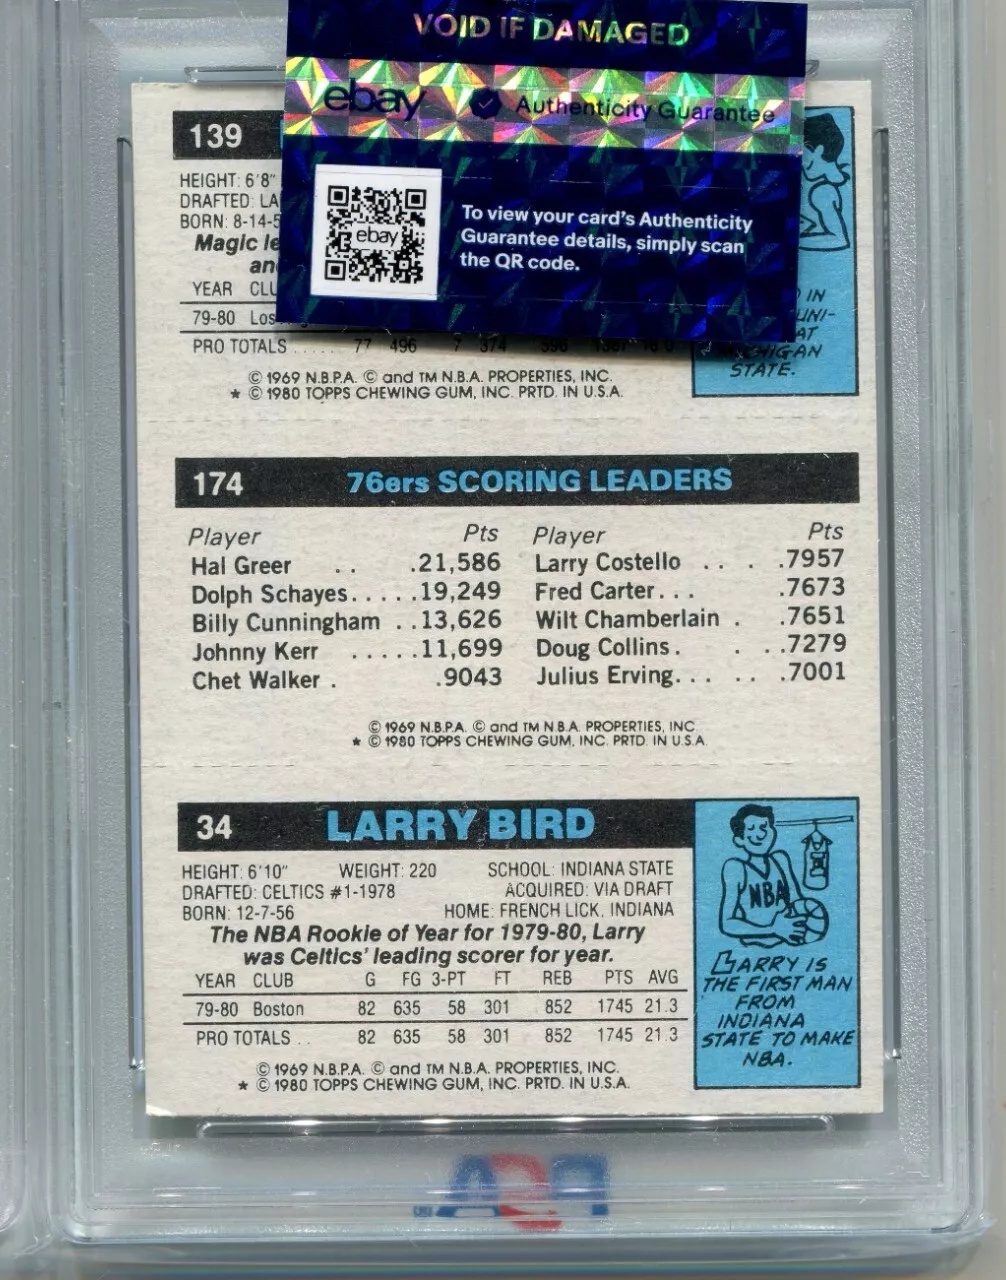 VOID IF DAMAGED
ebay Authenticity Guarantee
ebay
To view your card's Authenticity
Guarantee details, simply scan
the QR code.
139
HEIGHT: 6'8"
DRAFTED: LA
BORN: 8-14-5
Magic le
an
YEAR CLU
79-80 Los
PRO TOTALS ...... 77 496 7 374 596 1387 18.0
IN
UNI-
AT
MICHIGAN
STATE.
© 1969 N.B.P.A. © and TM N.B.A. PROPERTIES, INC.
★ © 1980 TOPPS CHEWING GUM, INC. PRTD. IN U.S.A.
174 76ers SCORING LEADERS
Player Pts Player Pts
Hal Greer .. .21,586 Larry Costello ... .7957
Dolph Schayes.....19,249 Fred Carter... .7673
Billy Cunningham ..13,626 Wilt Chamberlain . .7651
Johnny Kerr .....11,699 Doug Collins. . ..7279
Chet Walker . .9043 Julius Erving... .. .7001
© 1969 N.B.P.A. © and TM N.B.A. PROPERTIES, INC
★ © 1980 TOPPS CHEWING GUM, INC. PRTD. IN U.S.A.
34 LARRY BIRD
HEIGHT: 6'10" WEIGHT: 220 SCHOOL: INDIANA STATE
DRAFTED: CELTICS #1-1978 ACQUIRED: VIA DRAFT
BORN: 12-7-56 HOME: FRENCH LICK, INDIANA
The NBA Rookie of Year for 1979-80, Larry
was Celtics' leading scorer for year.
YEAR CLUB G FG 3-PT FT REB PTS AVG
79-80 Boston 82 635 58 301 852 1745 21.3
PRO TOTALS .. 82 635 58 301 852 1745 21.3
© 1969 N.B.P.A. © and TM N.B.A. PROPERTIES, INC.
★ © 1980 TOPPS CHEWING GUM, INC. PRTD. IN U.S.A.
NBA
LARRY IS
THE FIRST MAN
FROM
INDIANA
STATE TO MAKE
NBA.